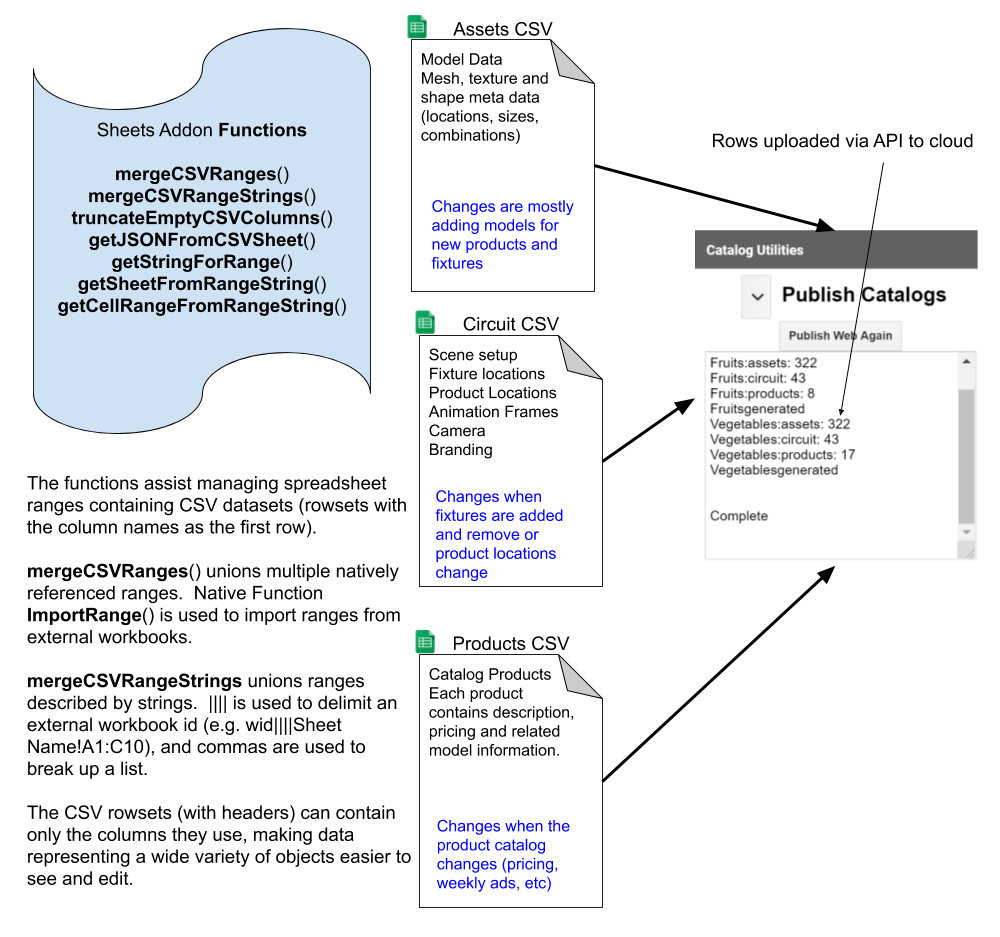 Sheets Addon Functions
mergeCSVRanges()
mergeCSVRangeStrings()
truncateEmptyCSVColumns()
getJSONFromCSVSheet()
getStringForRange()
getSheetFromRangeString()
getCellRangeFromRangeString()
The functions assist managing spreadsheet
ranges containing CSV datasets (rowsets with
the column names as the first row).
mergeCSVRanges() unions multiple natively
referenced ranges.  Native Function
ImportRange() is used to import ranges from
external workbooks.
mergeCSVRangeStrings unions ranges
described by strings.  |||| is used to delimit an
external workbook id (e.g. wid||||Sheet
Name!A1:C10), and commas are used to
break up a list.
The CSV rowsets (with headers) can contain
only the columns they use, making data
representing a wide variety of objects easier to
see and edit.
Assets CSV
Model Data
Mesh, texture and
shape meta data
(locations, sizes,
combinations)
Changes are mostly
adding models for
new products and
fixtures
Circuit CSV
Scene setup
Fixture locations
Product Locations
Animation Frames
Camera
Branding
Changes when
fixtures are added
and remove or
product locations
change
Products CSV
Catalog Products
Each product
contains description,
pricing and related
model information.
Changes when the
product catalog
changes (pricing,
weekly ads, etc)
Rows uploaded via API to cloud
Catalog Utilities
Publish Catalogs
Publish Web Again
Fruits:assets: 322
Fruits:circuit: 43
Fruits:products: 8
Fruitsgenerated
Vegetables:assets: 322
Vegetables:circuit: 43
Vegetables:products: 17
Vegetablesgenerated
Complete